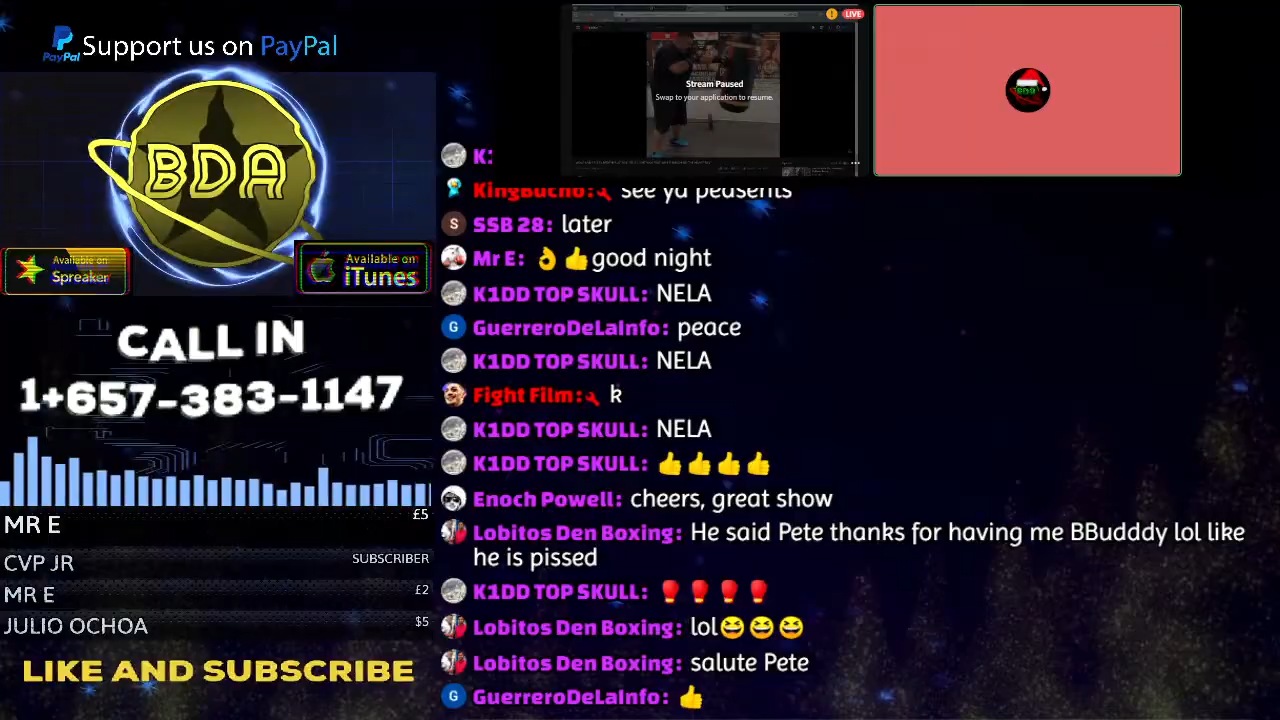 PayPal
Support us on PayPal
BDA
Available on
Spreaker
Available on
iTunes
CALL IN
1+657-383-1147
MR E £5
CVP JR SUBSCRIBER
MR E £2
JULIO OCHOA $5
LIKE AND SUBSCRIBE
LIVE
Stream Paused
Swap to your application to resume.
BDA
K:
KingBucho: see ya peasents
S
SSB 28: later
Mr E: 👌👍good night
K1DD TOP SKULL: NELA
G
GuerreroDeLaInfo: peace
K1DD TOP SKULL: NELA
Fight Film: k
K1DD TOP SKULL: NELA
K1DD TOP SKULL: 👍👍👍👍
Enoch Powell: cheers, great show
Lobitos Den Boxing: He said Pete thanks for having me BBudddy lol like
he is pissed
K1DD TOP SKULL: 🥊🥊🥊🥊
Lobitos Den Boxing: lol😆😆😆
Lobitos Den Boxing: salute Pete
G
GuerreroDeLaInfo: 👍